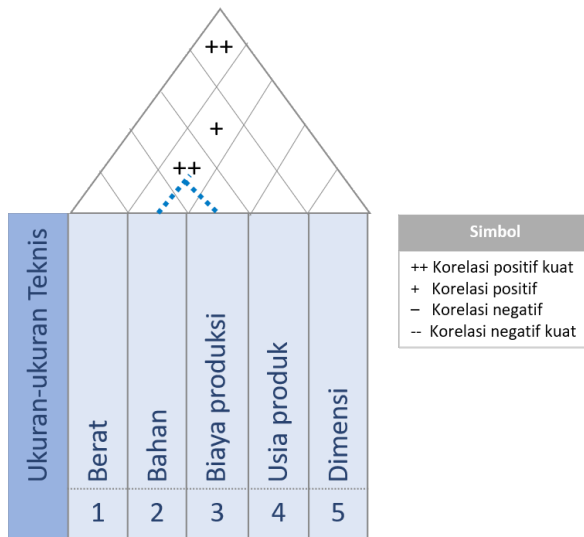 ++
+
++
Ukuran-ukuran Teknis
Berat
Bahan
Biaya produksi
Usia produk
Dimensi
1 2 3 4 5
Simbol
++ Korelasi positif kuat
+ Korelasi positif
– Korelasi negatif
-- Korelasi negatif kuat